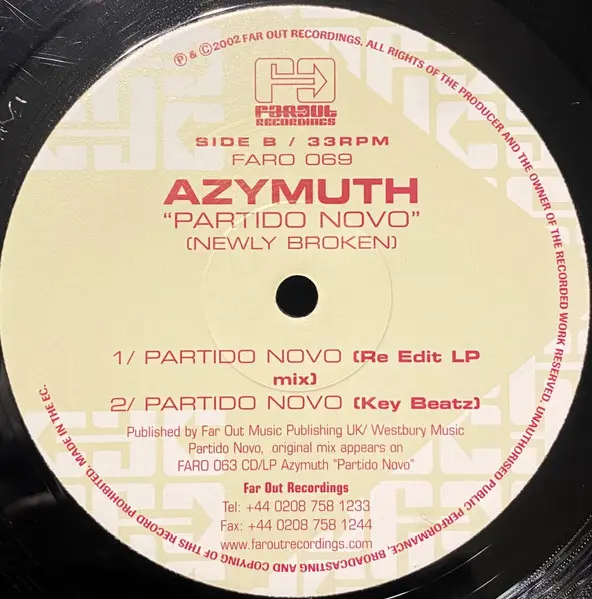 ℗ & © 2002 FAR OUT RECORDINGS. ALL RIGHTS OF THE PRODUCER AND THE OWNER OF THE RECORDED WORK RESERVED. UNAUTHORISED PUBLIC PERFORMANCE, BROADCASTING AND COPYING OF THIS RECORD PROHIBITED. MADE IN THE EC.
FAROUT
RECORDINGS
SIDE B / 33RPM
FARO 069
AZYMUTH
"PARTIDO NOVO"
(NEWLY BROKEN)
1/ PARTIDO NOVO (Re Edit LP
mix)
2/ PARTIDO NOVO (Key Beatz)
Published by Far Out Music Publishing UK/ Westbury Music
Partido Novo, original mix appears on
FARO 063 CD/LP Azymuth "Partido Novo"
Far Out Recordings
Tel: +44 0208 758 1233
Fax: +44 0208 758 1244
www.faroutrecordings.com